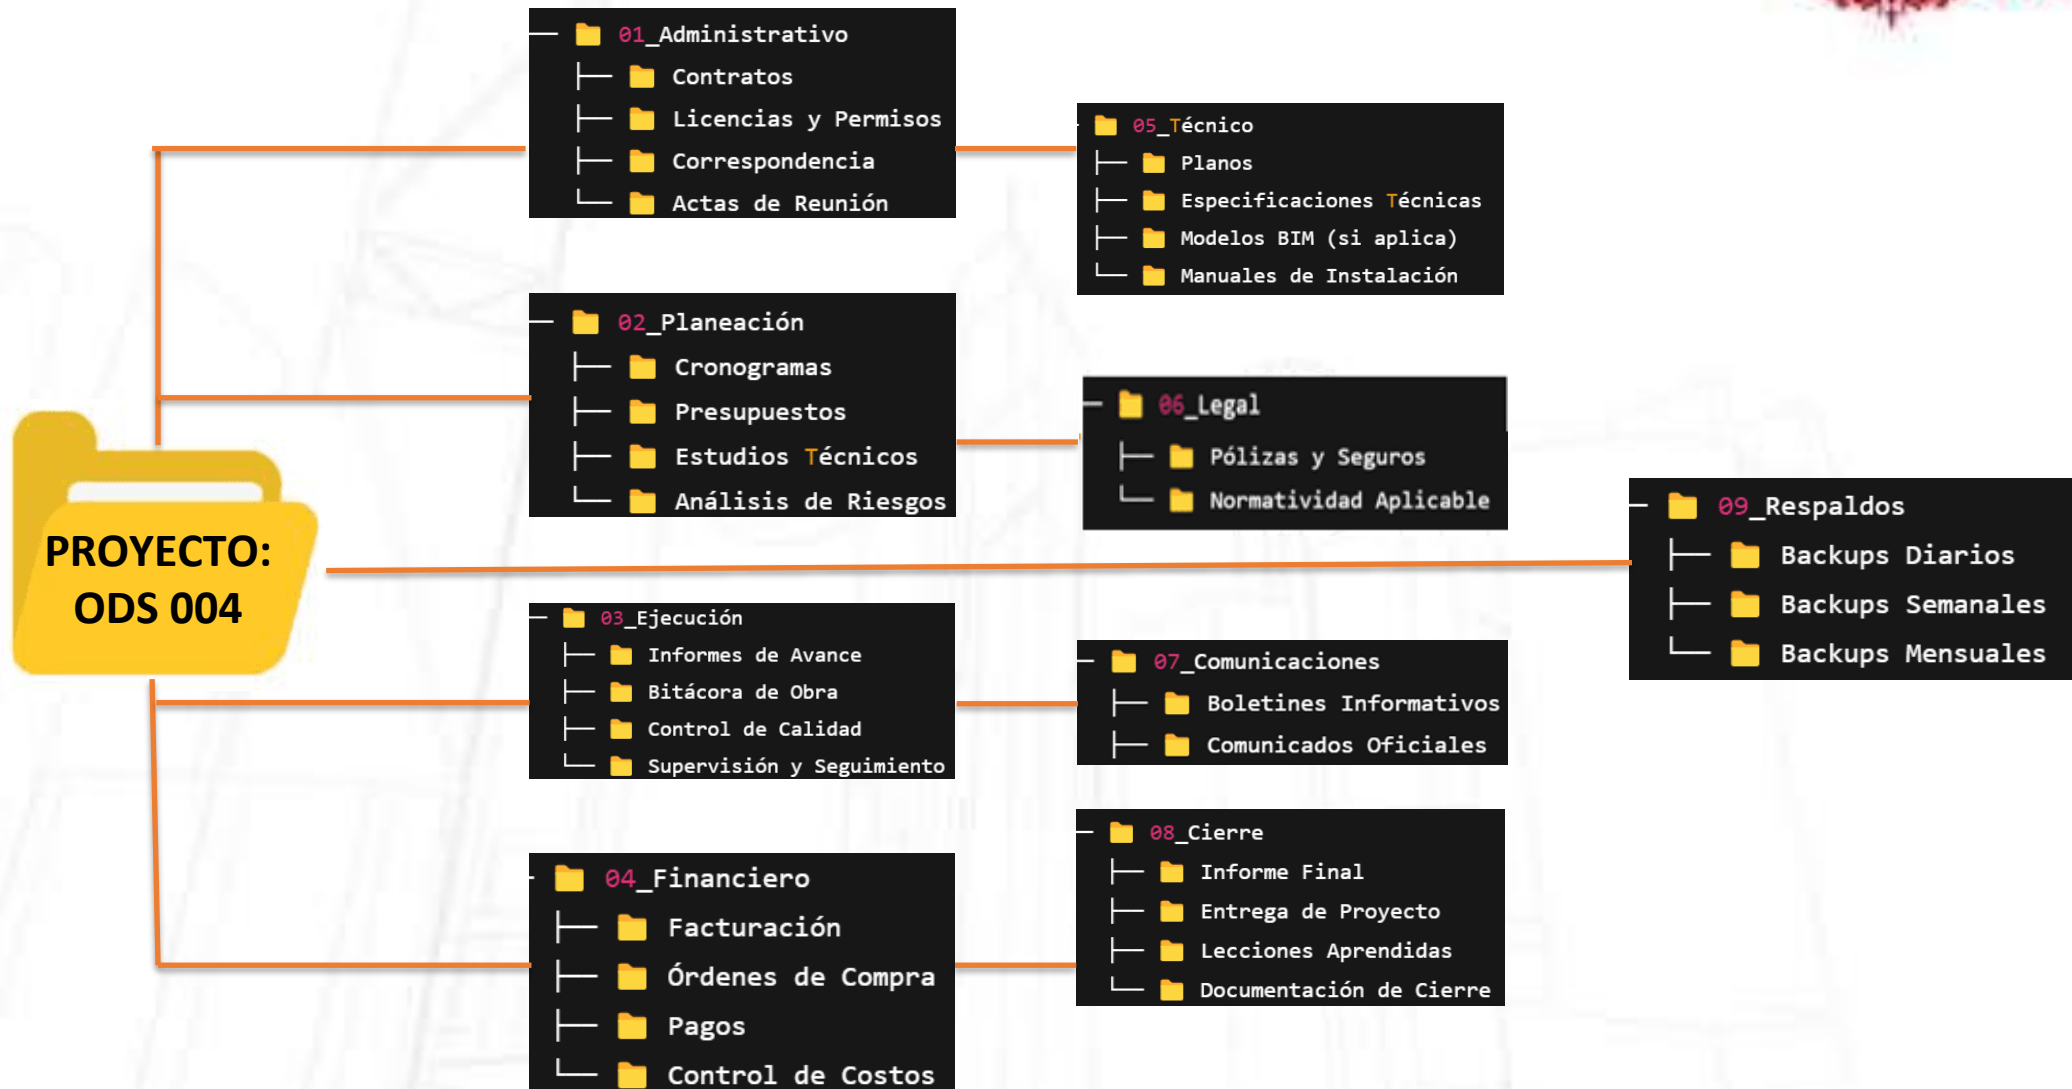 PROYECTO:
ODS 004
01_Administrativo
Contratos
Licencias y Permisos
Correspondencia
Actas de Reunión
02_Planeación
Cronogramas
Presupuestos
Estudios Técnicos
Análisis de Riesgos
03_Ejecución
Informes de Avance
Bitácora de Obra
Control de Calidad
Supervisión y Seguimiento
04_Financiero
Facturación
Órdenes de Compra
Pagos
Control de Costos
05_Técnico
Planos
Especificaciones Técnicas
Modelos BIM (si aplica)
Manuales de Instalación
06_Legal
Pólizas y Seguros
Normatividad Aplicable
07_Comunicaciones
Boletines Informativos
Comunicados Oficiales
08_Cierre
Informe Final
Entrega de Proyecto
Lecciones Aprendidas
Documentación de Cierre
09_Respaldos
Backups Diarios
Backups Semanales
Backups Mensuales